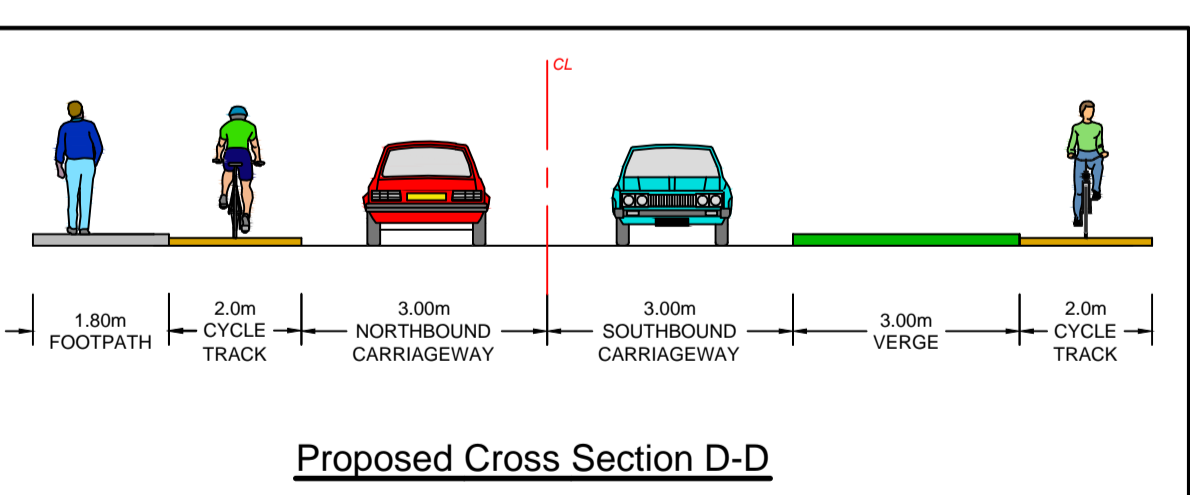 CL
1.80m
FOOTPATH
2.0m
CYCLE
TRACK
3.00m
NORTHBOUND
CARRIAGEWAY
3.00m
SOUTHBOUND
CARRIAGEWAY
3.00m
VERGE
2.0m
CYCLE
TRACK
Proposed Cross Section D-D